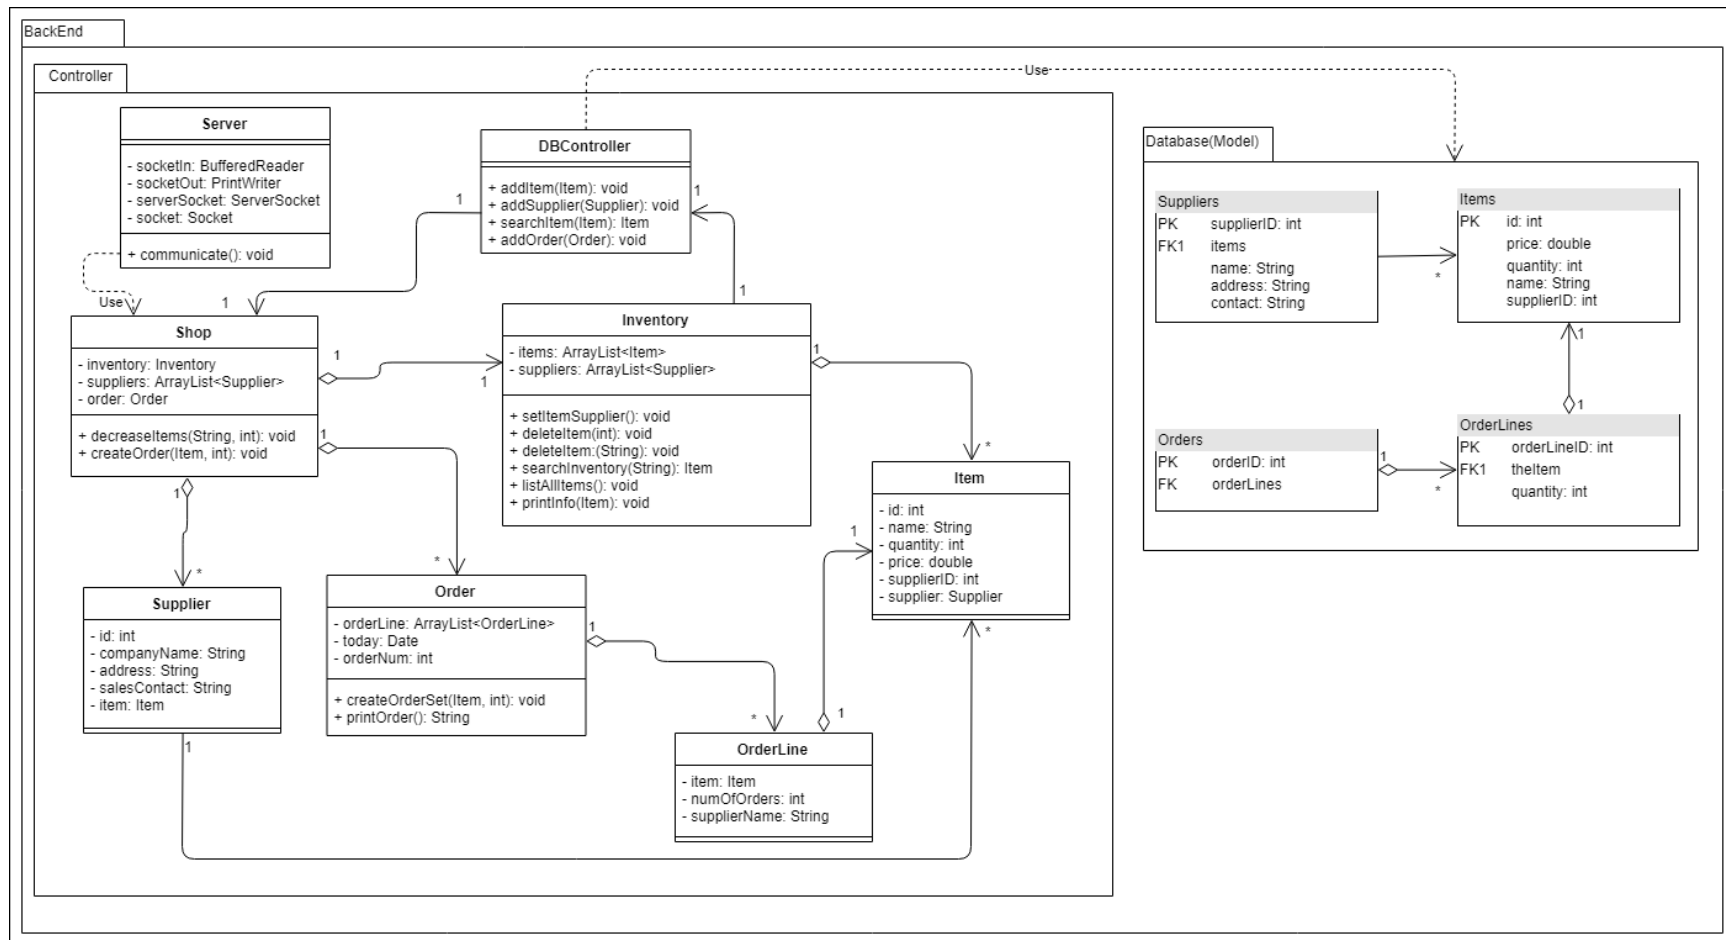 BackEnd
Controller
Use
Server
- socketIn: BufferedReader
- socketOut: PrintWriter
- serverSocket: ServerSocket
- socket: Socket
+ communicate(): void
Use
DBController
+ addItem(Item): void
+ addSupplier(Supplier): void
+ searchItem(Item): Item
+ addOrder(Order): void
1
1
1
1
Shop
- inventory: Inventory
- suppliers: ArrayList<Supplier>
- order: Order
+ decreaseItems(String, int): void
+ createOrder(Item, int): void
1
1
1
*
1
*
Inventory
- items: ArrayList<Item>
- suppliers: ArrayList<Supplier>
+ setItemSupplier(): void
+ deleteItem(int): void
+ deleteItem:(String): void
+ searchInventory(String): Item
+ listAllItems(): void
+ printInfo(Item): void
1
*
Item
- id: int
- name: String
- quantity: int
- price: double
- supplierID: int
- supplier: Supplier
*
1
1
Supplier
- id: int
- companyName: String
- address: String
- salesContact: String
- item: Item
1
Order
- orderLine: ArrayList<OrderLine>
- today: Date
- orderNum: int
+ createOrderSet(Item, int): void
+ printOrder(): String
1
*
OrderLine
- item: Item
- numOfOrders: int
- supplierName: String
Database(Model)
Suppliers
PK supplierID: int
FK1 items
name: String
address: String
contact: String
*
Items
PK id: int
price: double
quantity: int
name: String
supplierID: int
1
1
Orders
PK orderID: int
FK orderLines
1
*
OrderLines
PK orderLineID: int
FK1 theItem
quantity: int